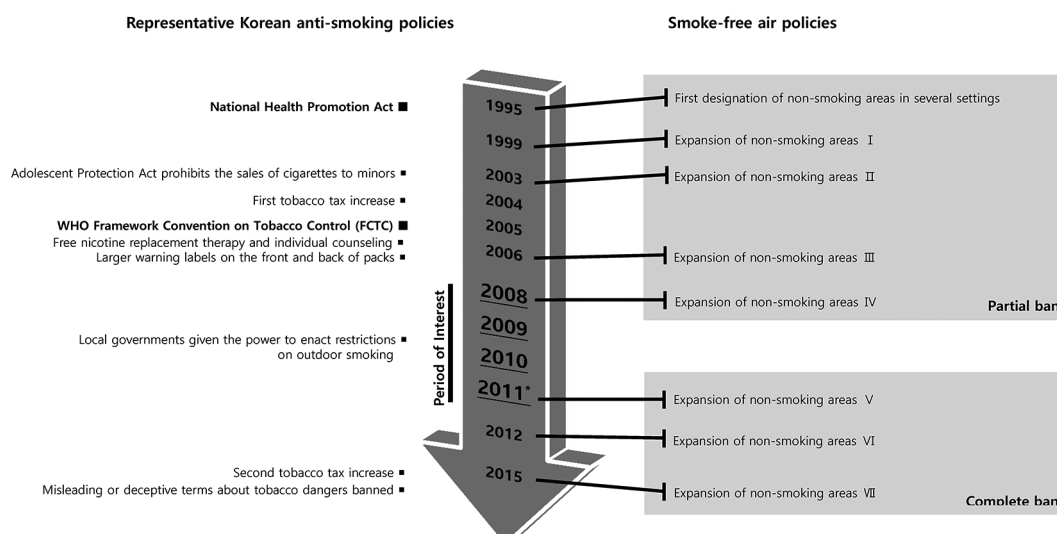 Representative Korean anti-smoking policies
Smoke-free air policies
National Health Promotion Act ■
1995
First designation of non-smoking areas in several settings
1999
Expansion of non-smoking areas Ⅰ
Adolescent Protection Act prohibits the sales of cigarettes to minors ■
2003
Expansion of non-smoking areas Ⅱ
First tobacco tax increase ■
2004
WHO Framework Convention on Tobacco Control (FCTC) ■
2005
Free nicotine replacement therapy and individual counseling ■
Larger warning labels on the front and back of packs ■
2006
Expansion of non-smoking areas Ⅲ
Period of Interest
2008
Expansion of non-smoking areas Ⅳ
Partial ban
2009
Local governments given the power to enact restrictions ■
on outdoor smoking
2010
2011*
Expansion of non-smoking areas Ⅴ
2012
Expansion of non-smoking areas Ⅵ
Second tobacco tax increase ■
Misleading or deceptive terms about tobacco dangers banned ■
2015
Expansion of non-smoking areas Ⅶ
Complete ban